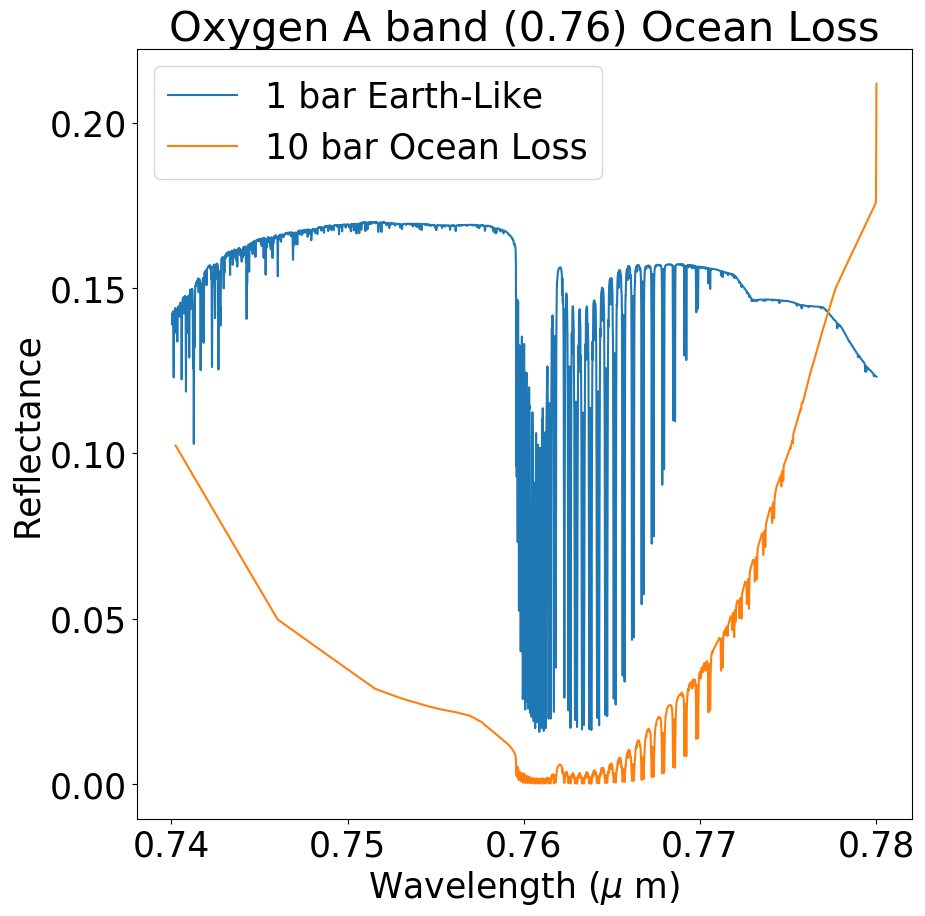 Oxygen A band (0.76) Ocean Loss
1 bar Earth-Like
10 bar Ocean Loss
0.20
0.15
0.10
0.05
0.00
Reflectance
0.74 0.75 0.76 0.77 0.78
Wavelength (μ m)